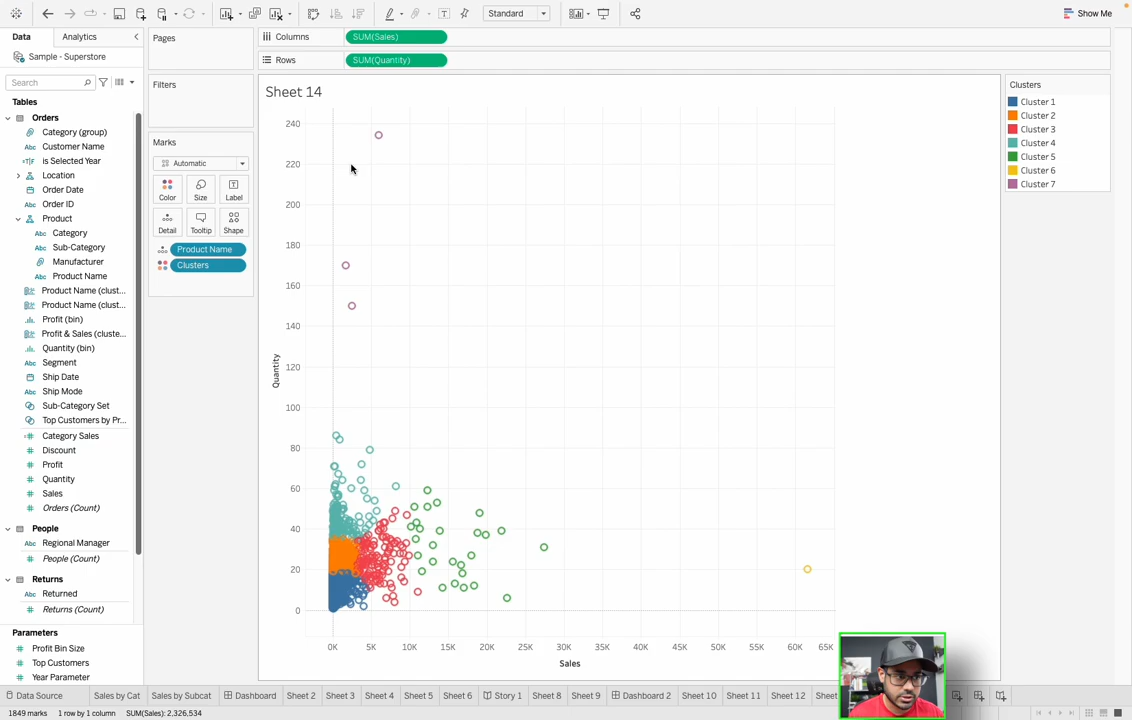 Standard
Show Me
Data
Analytics
Sample - Superstore
Search
Tables
Orders
Category (group)
Customer Name
is Selected Year
Location
Order Date
Order ID
Product
Category
Sub-Category
Manufacturer
Product Name
Product Name (clust...
Product Name (clust...
Profit (bin)
Profit & Sales (cluste...
Quantity (bin)
Segment
Ship Date
Ship Mode
Sub-Category Set
Top Customers by Pr...
Category Sales
Discount
Profit
Quantity
Sales
Orders (Count)
People
Regional Manager
People (Count)
Returns
Returned
Returns (Count)
Parameters
Profit Bin Size
Top Customers
Year Parameter
Pages
Filters
Marks
Automatic
Color
Size
Label
Detail
Tooltip
Shape
Product Name
Clusters
Columns
SUM(Sales)
Rows
SUM(Quantity)
Sheet 14
240
220
200
180
160
140
120
100
80
60
40
20
0
Quantity
0K 5K 10K 15K 20K 25K 30K 35K 40K 45K 50K 55K 60K 65K
Sales
Clusters
Cluster 1
Cluster 2
Cluster 3
Cluster 4
Cluster 5
Cluster 6
Cluster 7
Data Source Sales by Cat Sales by Subcat Dashboard Sheet 2 Sheet 3 Sheet 4 Sheet 5 Sheet 6 Story 1 Sheet 8 Sheet 9 Dashboard 2 Sheet 10 Sheet 11 Sheet 12 Sheet
1849 marks 1 row by 1 column SUM(Sales): 2,326,534